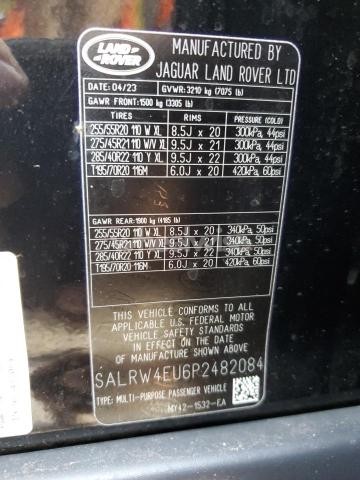 LAND ROVER
MANUFACTURED BY
JAGUAR LAND ROVER LTD
DATE: 04/23 GVWR: 3210 kg (7075 lb)
GAWR FRONT: 1500 kg (3305 lb)
TIRES RIMS PRESSURE (COLD)
255/55R20 110 W XL 8.5J x 20 300kPa, 44psi
275/45R21 110 W/V XL 9.5J x 21 300kPa, 44psi
285/40R22 110 Y XL 9.5J x 22 300kPa, 44psi
T195/70R20 116M 6.0J x 20 420kPa, 60psi
GAWR REAR: 1900 kg (4185 lb)
255/55R20 110 W XL 8.5J x 20 340kPa, 50psi
275/45R21 110 W/V XL 9.5J x 21 340kPa, 50psi
285/40R22 110 Y XL 9.5J x 22 340kPa, 50psi
T195/70R20 116M 6.0J x 20 420kPa, 60psi
THIS VEHICLE
CONFORMS TO ALL
APPLICABLE U.S. FEDERAL MOTOR
VEHICLE SAFETY STANDARDS
IN EFFECT ON THE DATE OF
MANUFACTURE SHOWN ABOVE.
SALRW4EU6P2482084
TYPE: MULTI-PURPOSE PASSENGER VEHICLE
MY42-1532-EA